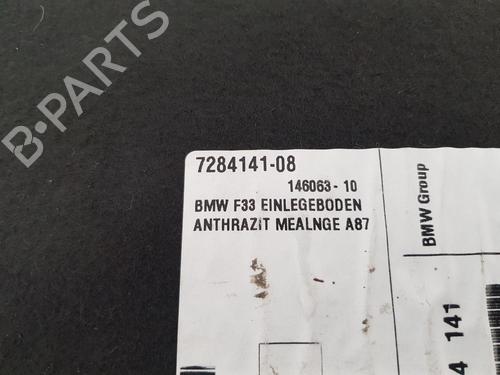 B-PARTS
7284141-08
146063-10
BMW F33 EINLEGEBODEN
ANTHRAZIT MEALNGE A87
BMW Group
4 141